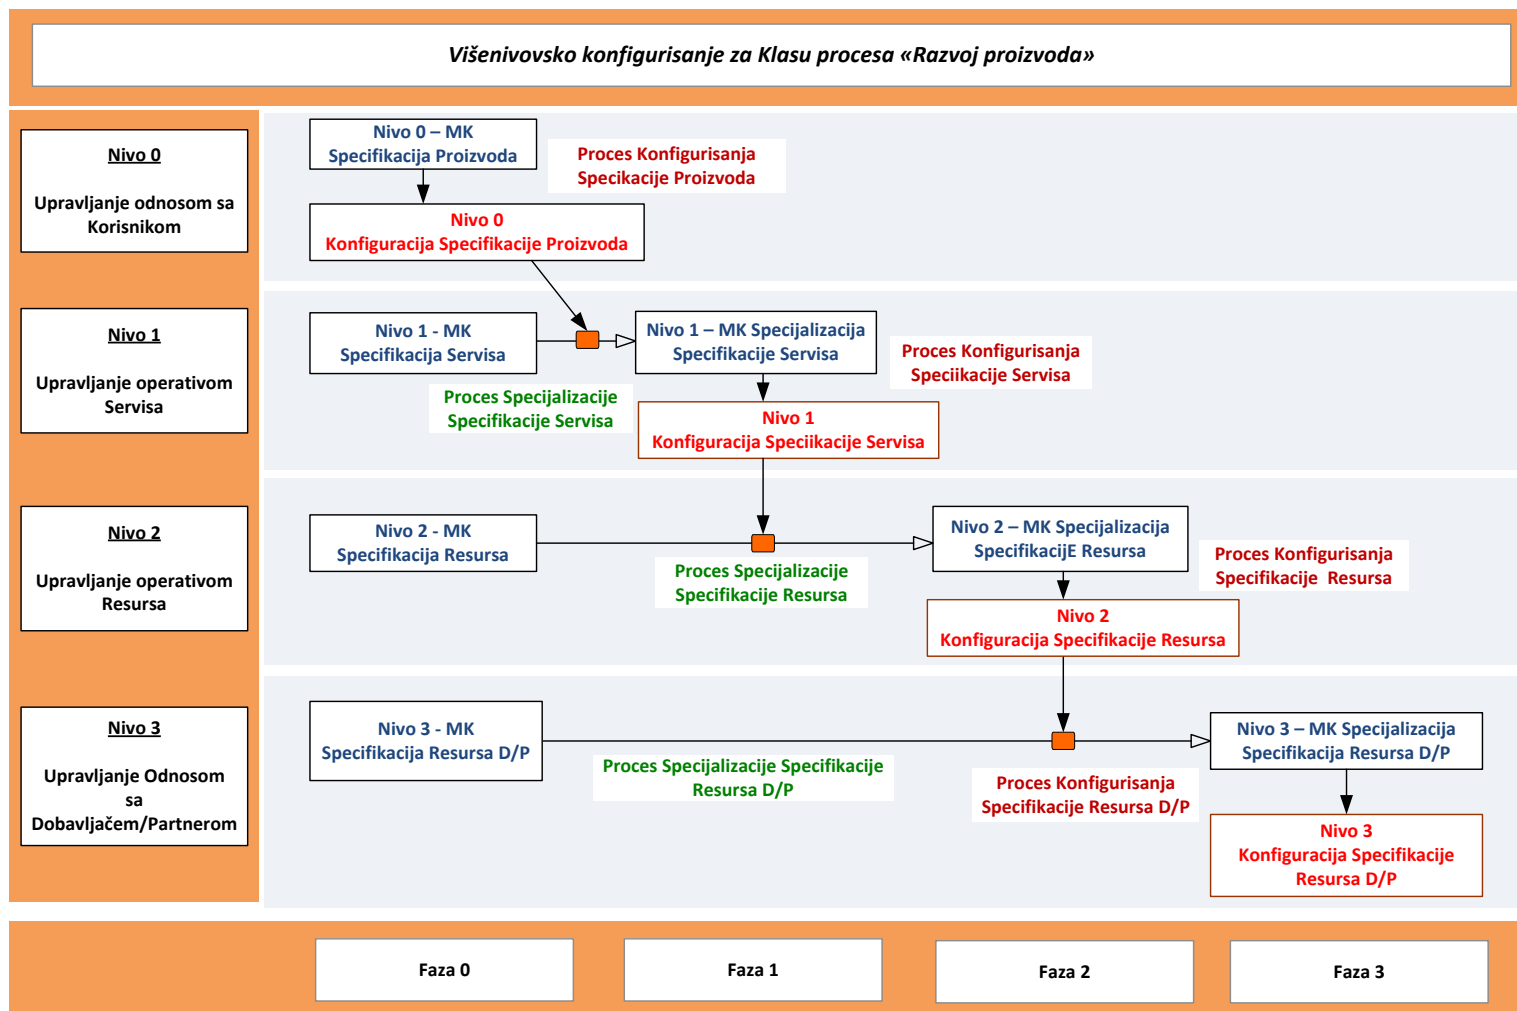 Višenivovsko konfigurisanje za Klasu procesa «Razvoj proizvoda»
Nivo 0
Upravljanje odnosom sa
Korisnikom
Nivo 0 – MK
Specifikacija Proizvoda
Proces Konfigurisanja
Specikacije Proizvoda
Nivo 0
Konfiguracija Specifikacije Proizvoda
Nivo 1
Upravljanje operativom
Servisa
Nivo 1 - MK
Specifikacija Servisa
Nivo 1 – MK Specijalizacija
Specifikacije Servisa
Proces Konfigurisanja
Speciikacije Servisa
Proces Specijalizacije
Specifikacije Servisa
Nivo 1
Konfiguracija Speciikacije Servisa
Nivo 2
Upravljanje operativom
Resursa
Nivo 2 - MK
Specifikacija Resursa
Nivo 2 – MK Specijalizacija
SpecifikacijE Resursa
Proces Konfigurisanja
Specifikacije  Resursa
Proces Specijalizacije
Specifikacije Resursa
Nivo 2
Konfiguracija Specifikacije Resursa
Nivo 3
Upravljanje Odnosom
sa
Dobavljačem/Partnerom
Nivo 3 - MK
Specifikacija Resursa D/P
Nivo 3 – MK Specijalizacija
Specifikacija Resursa D/P
Proces Specijalizacije Specifikacije
Resursa D/P
Proces Konfigurisanja
Specifikacije Resursa D/P
Nivo 3
Konfiguracija Specifikacije
Resursa D/P
Faza 0
Faza 1
Faza 2
Faza 3